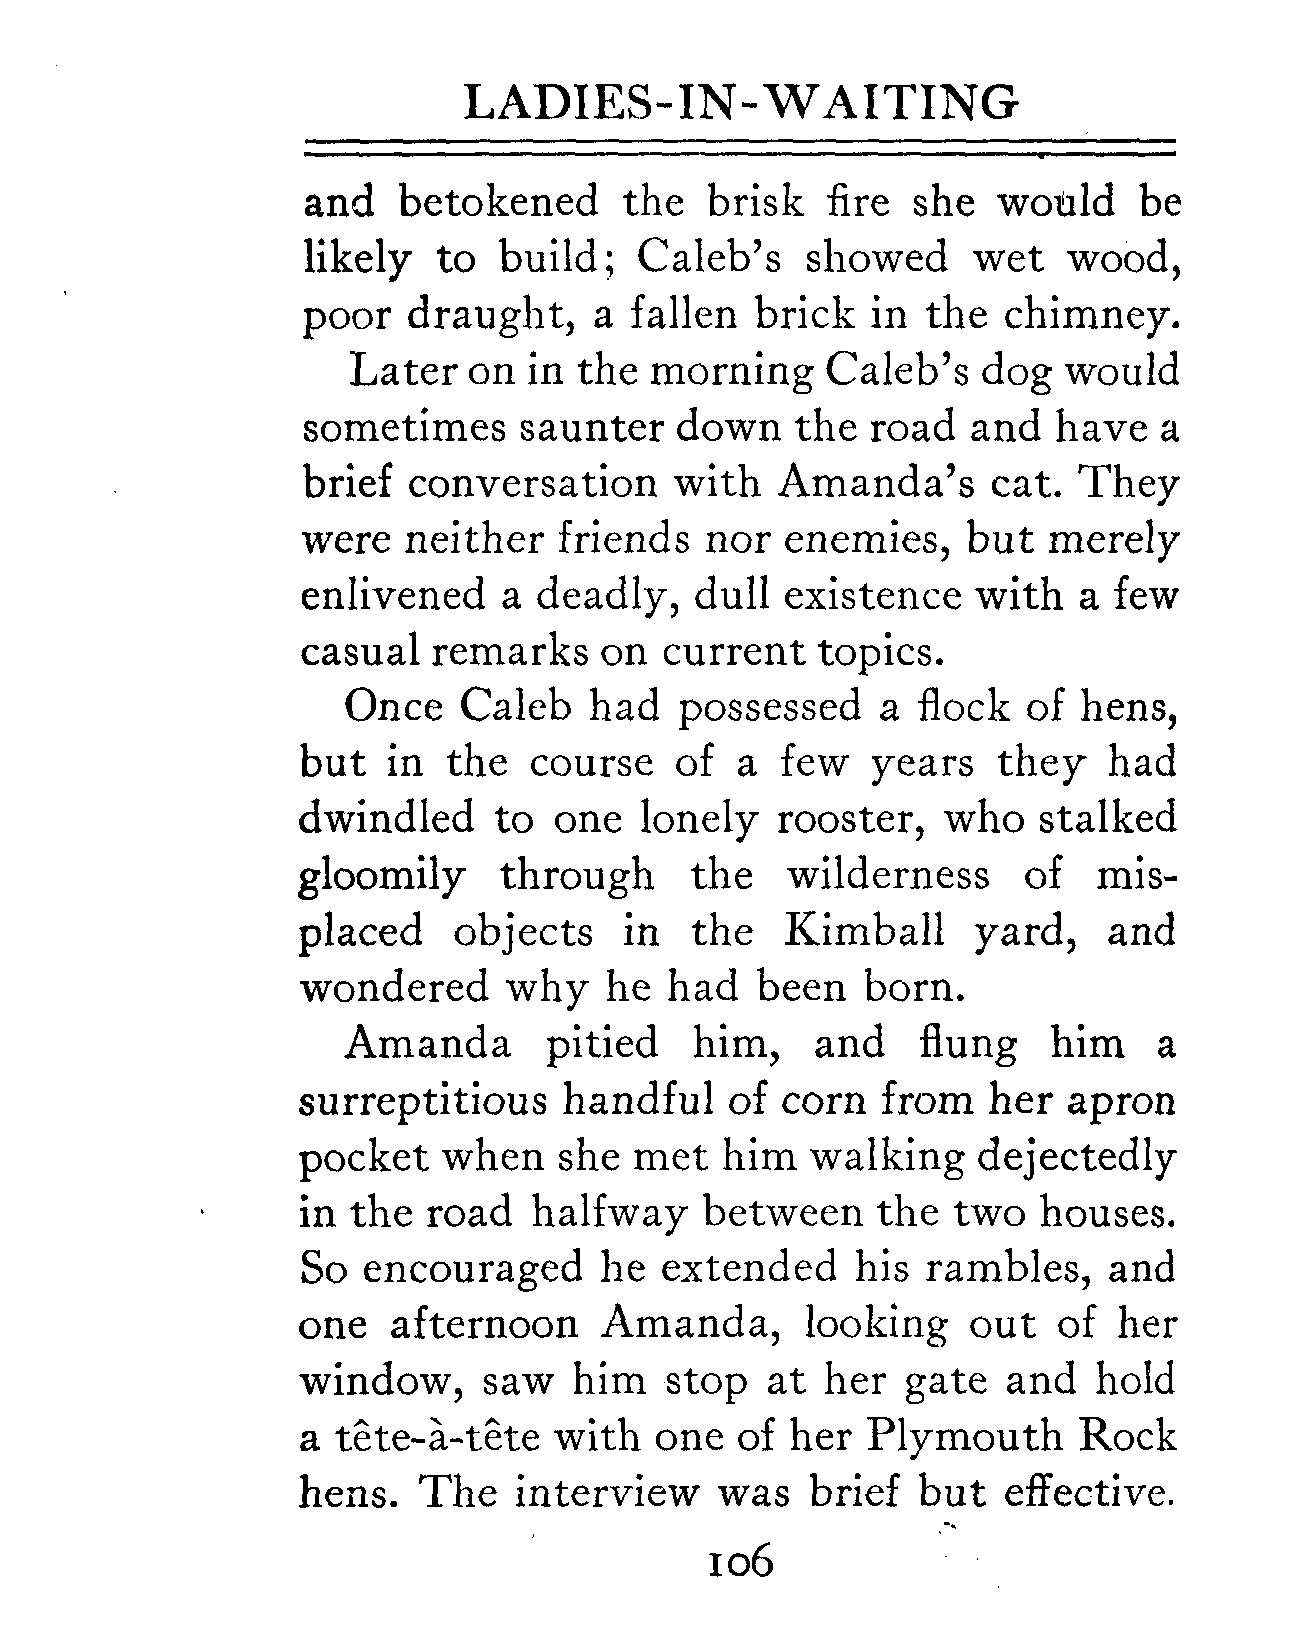 LADIES-IN-WAITING
and betokened the brisk fire she would be
likely to build; Caleb's showed wet wood,
poor draught, a fallen brick in the chimney.
Later on in the morning Caleb's dog would
sometimes saunter down the road and have a
brief conversation with Amanda's cat. They
were neither friends nor enemies, but merely
enlivened a deadly, dull existence with a few
casual remarks on current topics.
Once Caleb had possessed a flock of hens,
but in the course of a few years they had
dwindled to one lonely rooster, who stalked
gloomily through the wilderness of mis-
placed objects in the Kimball yard, and
wondered why he had been born.
Amanda pitied him, and flung him a
surreptitious handful of corn from her apron
pocket when she met him walking dejectedly
in the road halfway between the two houses.
So encouraged he extended his rambles, and
one afternoon Amanda, looking out of her
window, saw him stop at her gate and hold
a tête-à-tête with one of her Plymouth Rock
hens. The interview was brief but effective.
106